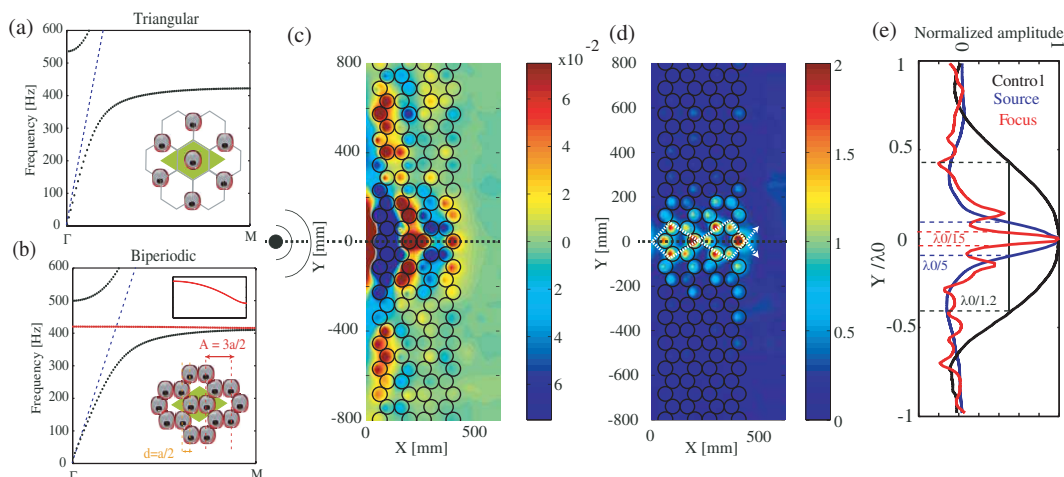 (a)
Triangular
600
500
400
300
200
100
0
Frequency [Hz]
Γ
M
(b)
Biperiodic
600
500
400
300
200
100
0
Frequency [Hz]
A = 3a/2
d=a/2
Γ
M
(c)
800
400
0
-400
-800
Y [mm]
0
500
X [mm]
x10 -2
6
4
2
0
2
4
6
(d)
800
600
400
200
0
-200
-400
-600
-800
Y [mm]
0
500
X [mm]
2
1.5
1
0.5
0
(e)
Normalized amplitude
0
1
1
0.5
0
-0.5
-1
Y /λ0
Control
Source
Focus
λ0/15
λ0/5
λ0/1.2